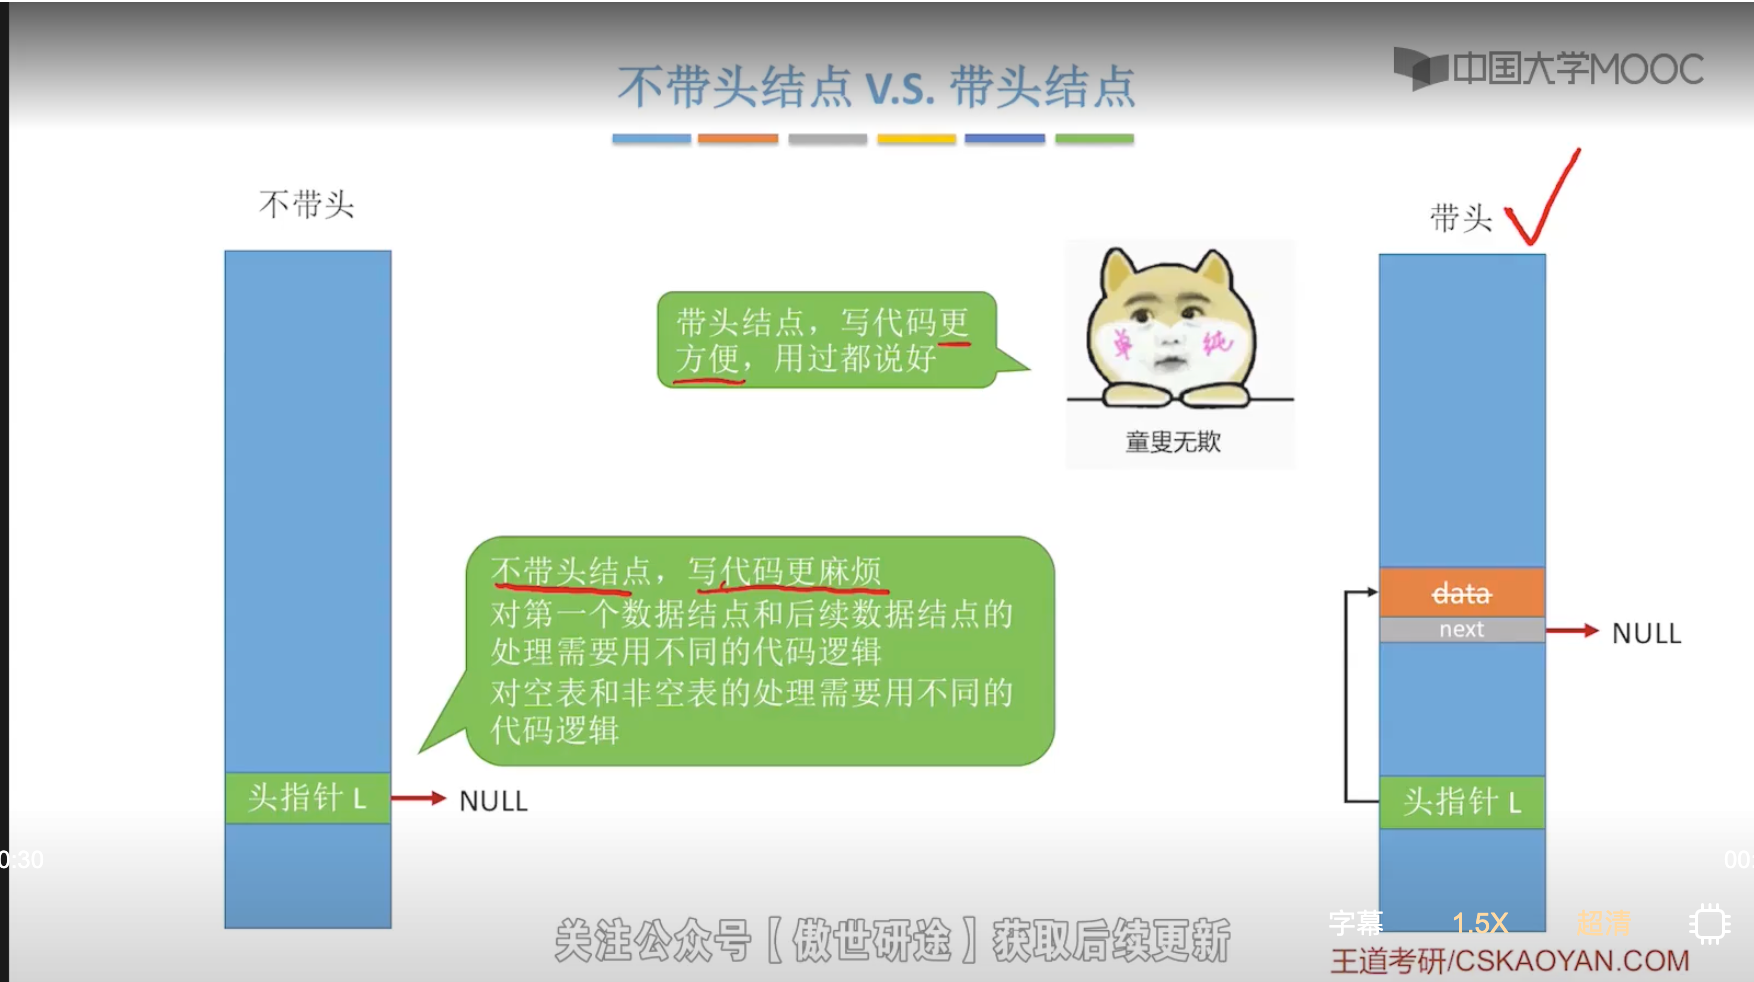 中国大学MOOC
不带头结点 V.S. 带头结点
不带头
带头
带头结点，写代码更
方便，用过都说好
单 纯
童叟无欺
不带头结点，写代码更麻烦
对第一个数据结点和后续数据结点的
处理需要用不同的代码逻辑
对空表和非空表的处理需要用不同的
代码逻辑
data
next
NULL
头指针 L
NULL
头指针 L
0:30
00:
关注公众号【傲世研途】获取后续更新
字幕
1.5X
超清
王道考研/CSKAOYAN.COM